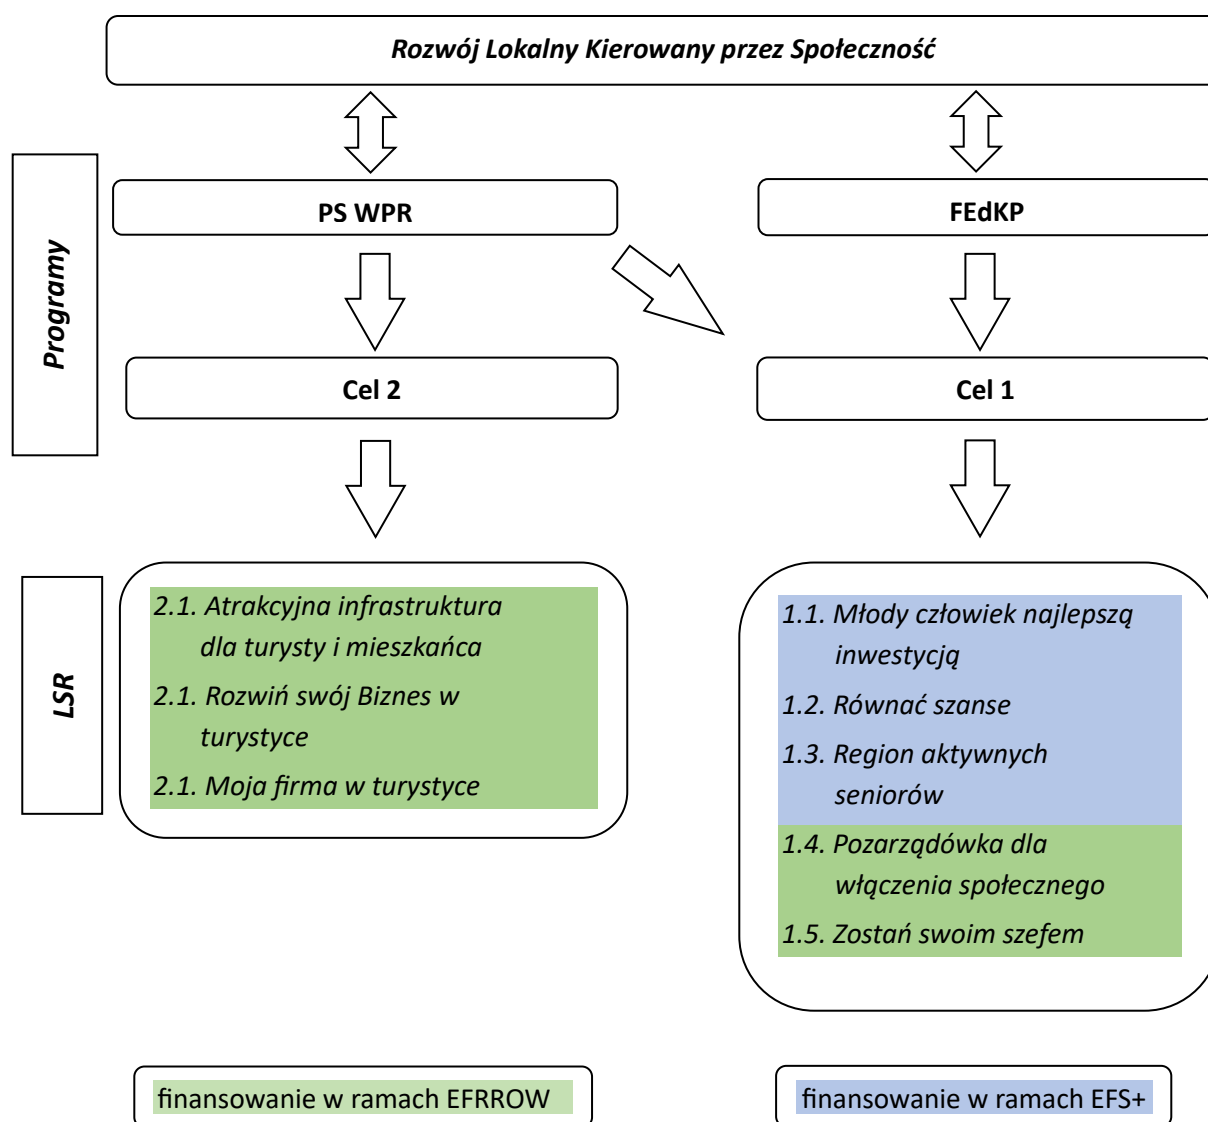 Rozwój Lokalny Kierowany przez Społeczność
Programy
PS WPR
FEdKP
Cel 2
Cel 1
LSR
2.1. Atrakcyjna infrastruktura
dla turysty i mieszkańca
2.1. Rozwiń swój Biznes w
turystyce
2.1. Moja firma w turystyce
1.1. Młody człowiek najlepszą
inwestycją
1.2. Równać szanse
1.3. Region aktywnych
seniorów
1.4. Pozarządówka dla
włączenia społecznego
1.5. Zostań swoim szefem
finansowanie w ramach EFRROW
finansowanie w ramach EFS+